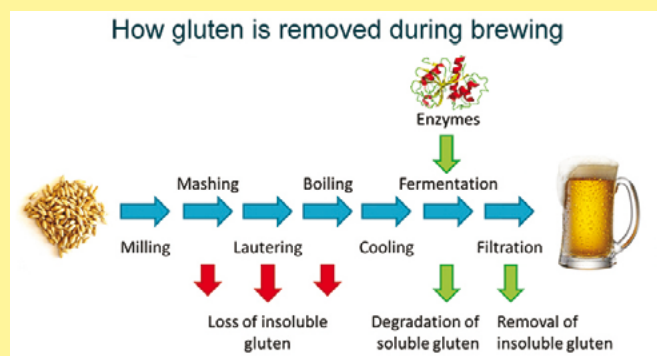 How gluten is removed during brewing
Enzymes
Mashing Boiling Fermentation
Milling Lautering Cooling Filtration
Loss of insoluble
gluten
Degradation of
soluble gluten
Removal of
insoluble gluten